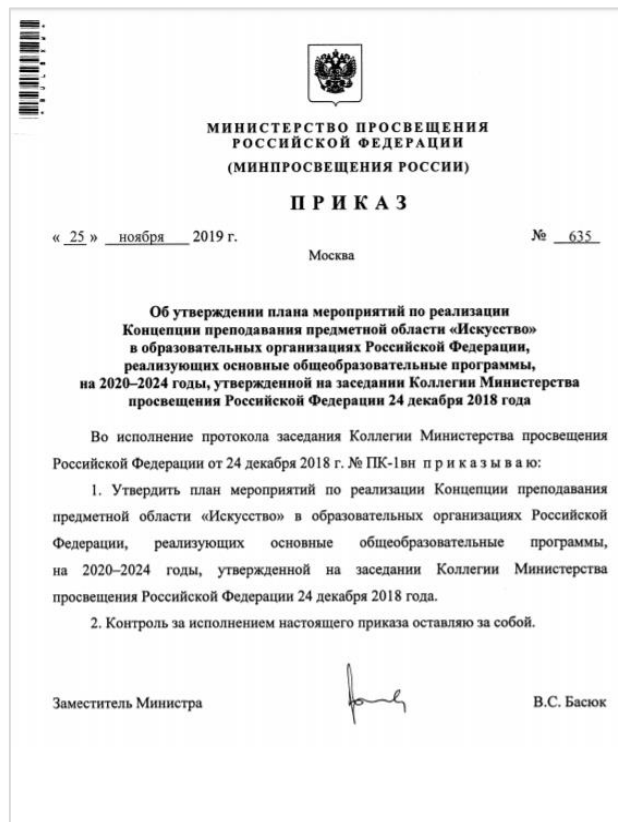 МИНИСТЕРСТВО ПРОСВЕЩЕНИЯ
РОССИЙСКОЙ ФЕДЕРАЦИИ
(МИНПРОСВЕЩЕНИЯ РОССИИ)
ПРИКАЗ
« 25 » ноября 2019 г. № 635
Москва
Об утверждении плана мероприятий по реализации
Концепции преподавания предметной области «Искусство»
в образовательных организациях Российской Федерации,
реализующих основные общеобразовательные программы,
на 2020–2024 годы, утвержденной на заседании Коллегии Министерства
просвещения Российской Федерации 24 декабря 2018 года
Во исполнение протокола заседания Коллегии Министерства просвещения
Российской Федерации от 24 декабря 2018 г. № ПК-1вн приказываю:
1. Утвердить план мероприятий по реализации Концепции преподавания
предметной области «Искусство» в образовательных организациях Российской
Федерации, реализующих основные общеобразовательные программы,
на 2020–2024 годы, утвержденной на заседании Коллегии Министерства
просвещения Российской Федерации 24 декабря 2018 года.
2. Контроль за исполнением настоящего приказа оставляю за собой.
Заместитель Министра В.С. Басюк